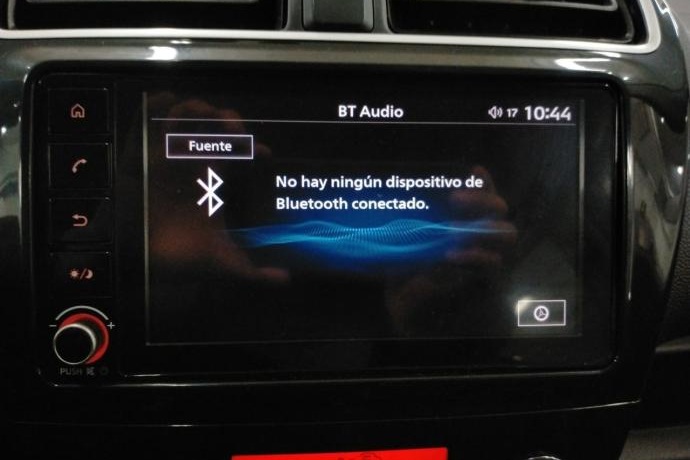 BT Audio
17 10:44
Fuente
No hay ningún dispositivo de
Bluetooth conectado.
- +
PUSH